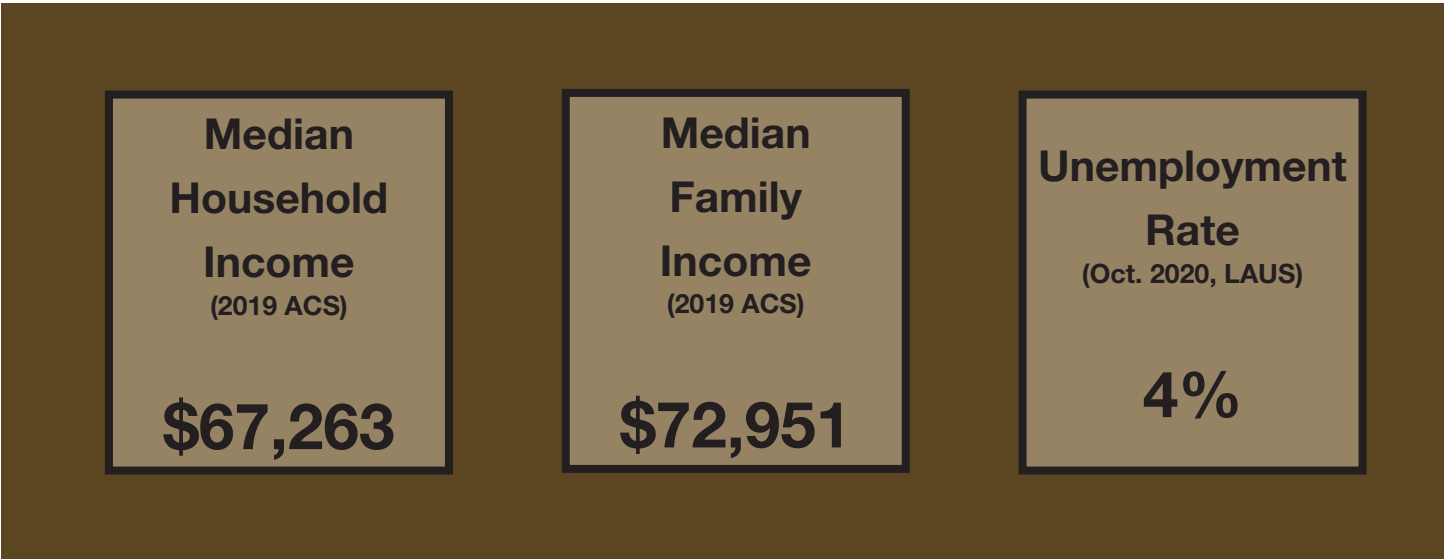 Median
Household
Income
(2019 ACS)
$67,263
Median
Family
Income
(2019 ACS)
$72,951
Unemployment
Rate
(Oct. 2020, LAUS)
4%